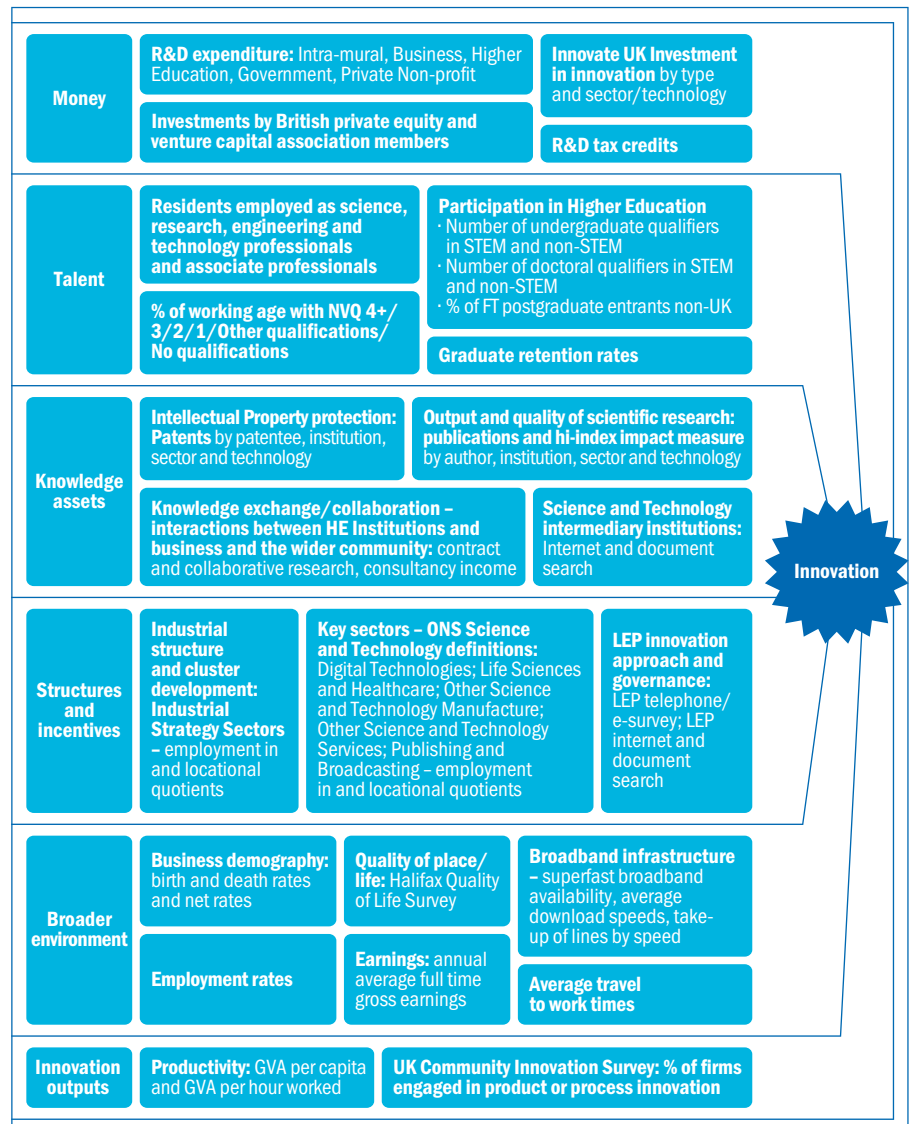 Money
R&D expenditure: Intra-mural, Business, Higher
Education, Government, Private Non-profit
Investments by British private equity and
venture capital association members
Innovate UK Investment
in innovation by type
and sector/technology
R&D tax credits
Talent
Residents employed as science,
research, engineering and
technology professionals
and associate professionals
% of working age with NVQ 4+/
3/2/1/Other qualifications/
No qualifications
Participation in Higher Education
· Number of undergraduate qualifiers
in STEM and non-STEM
· Number of doctoral qualifiers in STEM
and non-STEM
· % of FT postgraduate entrants non-UK
Graduate retention rates
Knowledge
assets
Intellectual Property protection:
Patents by patentee, institution,
sector and technology
Output and quality of scientific research:
publications and hi-index impact measure
by author, institution, sector and technology
Knowledge exchange/collaboration –
interactions between HE Institutions and
business and the wider community: contract
and collaborative research, consultancy income
Science and Technology
intermediary institutions:
Internet and document
search
Innovation
Structures
and
incentives
Industrial
structure
and cluster
development:
Industrial
Strategy Sectors
– employment in
and locational
quotients
Key sectors – ONS Science
and Technology definitions:
Digital Technologies; Life Sciences
and Healthcare; Other Science
and Technology Manufacture;
Other Science and Technology
Services; Publishing and
Broadcasting – employment
in and locational quotients
LEP innovation
approach and
governance:
LEP telephone/
e-survey; LEP
internet and
document
search
Broader
environment
Business demography:
birth and death rates
and net rates
Quality of place/
life: Halifax Quality
of Life Survey
Broadband infrastructure
– superfast broadband
availability, average
download speeds, take-
up of lines by speed
Employment rates
Earnings: annual
average full time
gross earnings
Average travel
to work times
Innovation
outputs
Productivity: GVA per capita
and GVA per hour worked
UK Community Innovation Survey: % of firms
engaged in product or process innovation